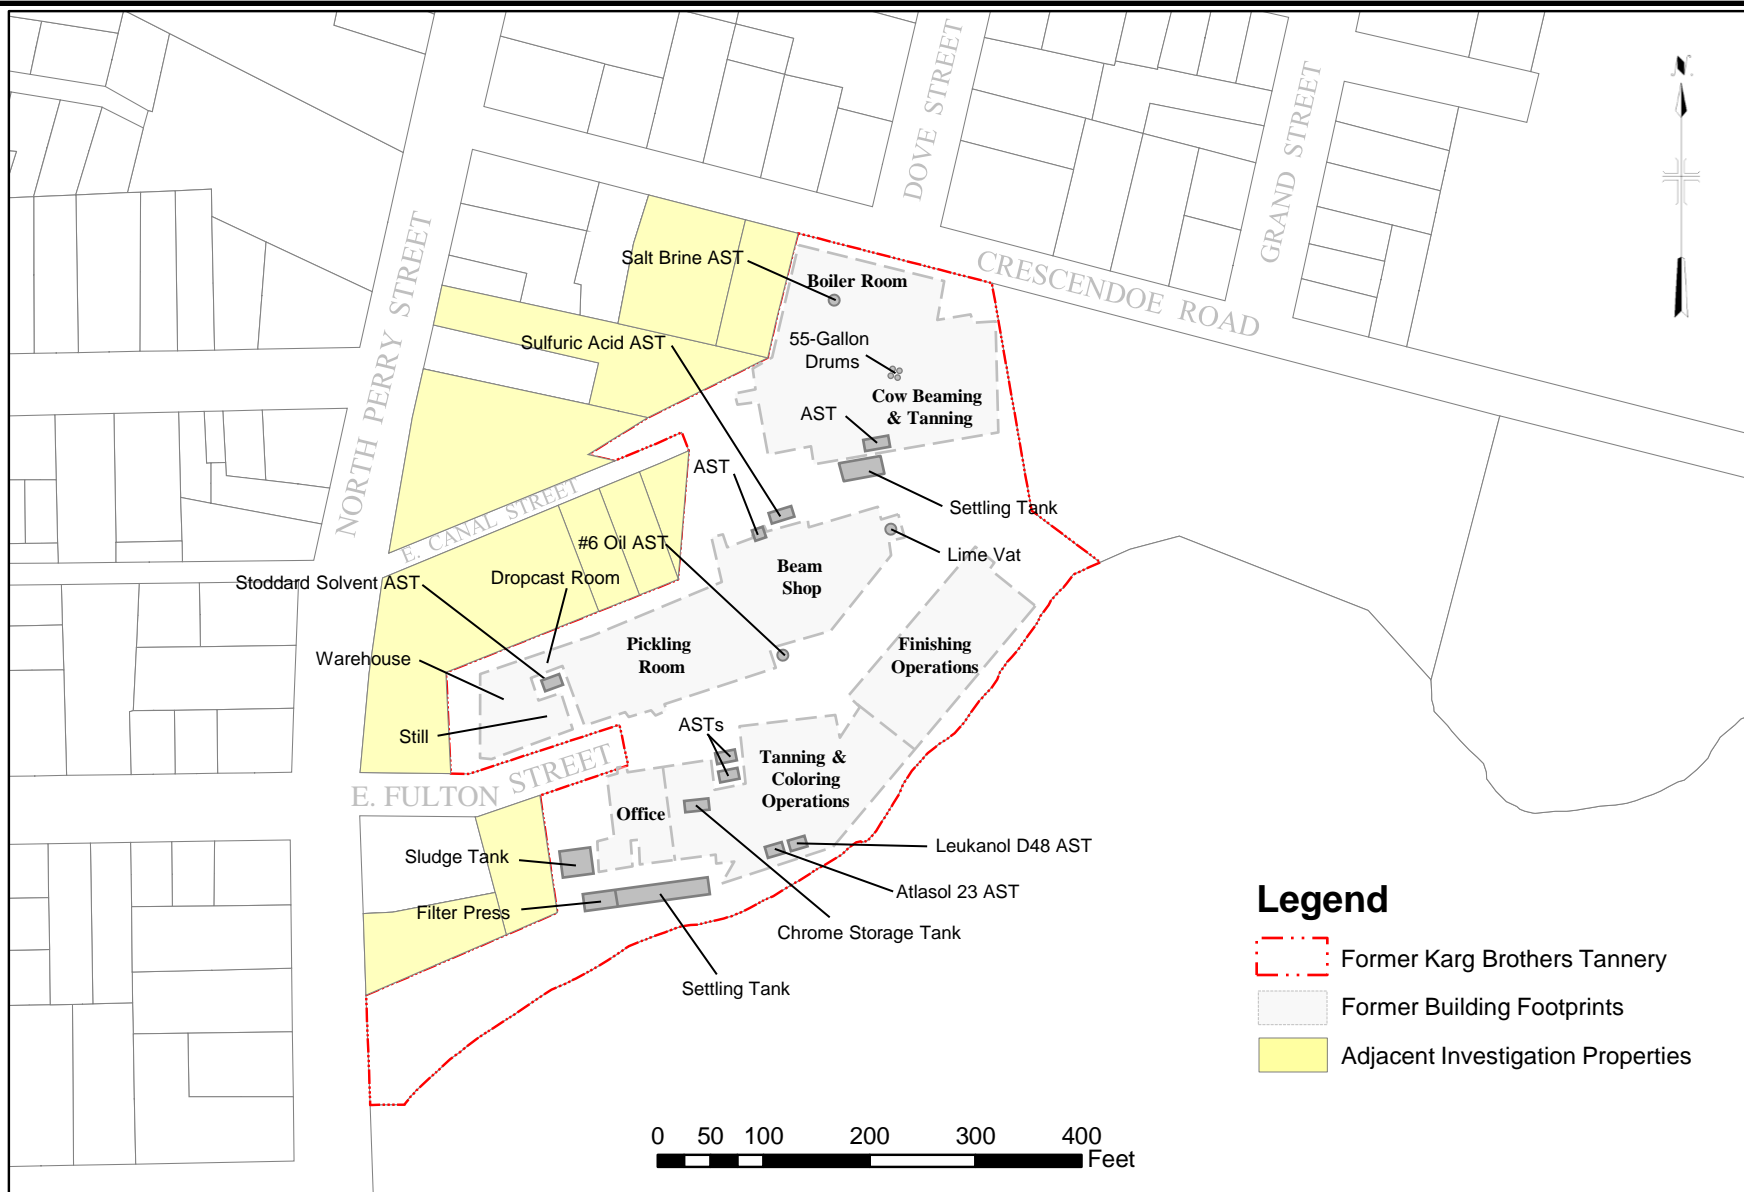 N
DOVE STREET
GRAND STREET
NORTH PERRY STREET
CRESCENDOE ROAD
Salt Brine AST
Boiler Room
Sulfuric Acid AST
55-Gallon
Drums
Cow Beaming
& Tanning
AST
AST
Settling Tank
E. CANAL STREET
#6 Oil AST
Lime Vat
Stoddard Solvent AST
Dropcast Room
Beam
Shop
Warehouse
Pickling
Room
Finishing
Operations
Still
ASTs
E. FULTON STREET
Tanning &
Coloring
Operations
Office
Sludge Tank
Leukanol D48 AST
Atlasol 23 AST
Filter Press
Chrome Storage Tank
Settling Tank
Legend
Former Karg Brothers Tannery
Former Building Footprints
Adjacent Investigation Properties
0 50 100 200 300 400
Feet